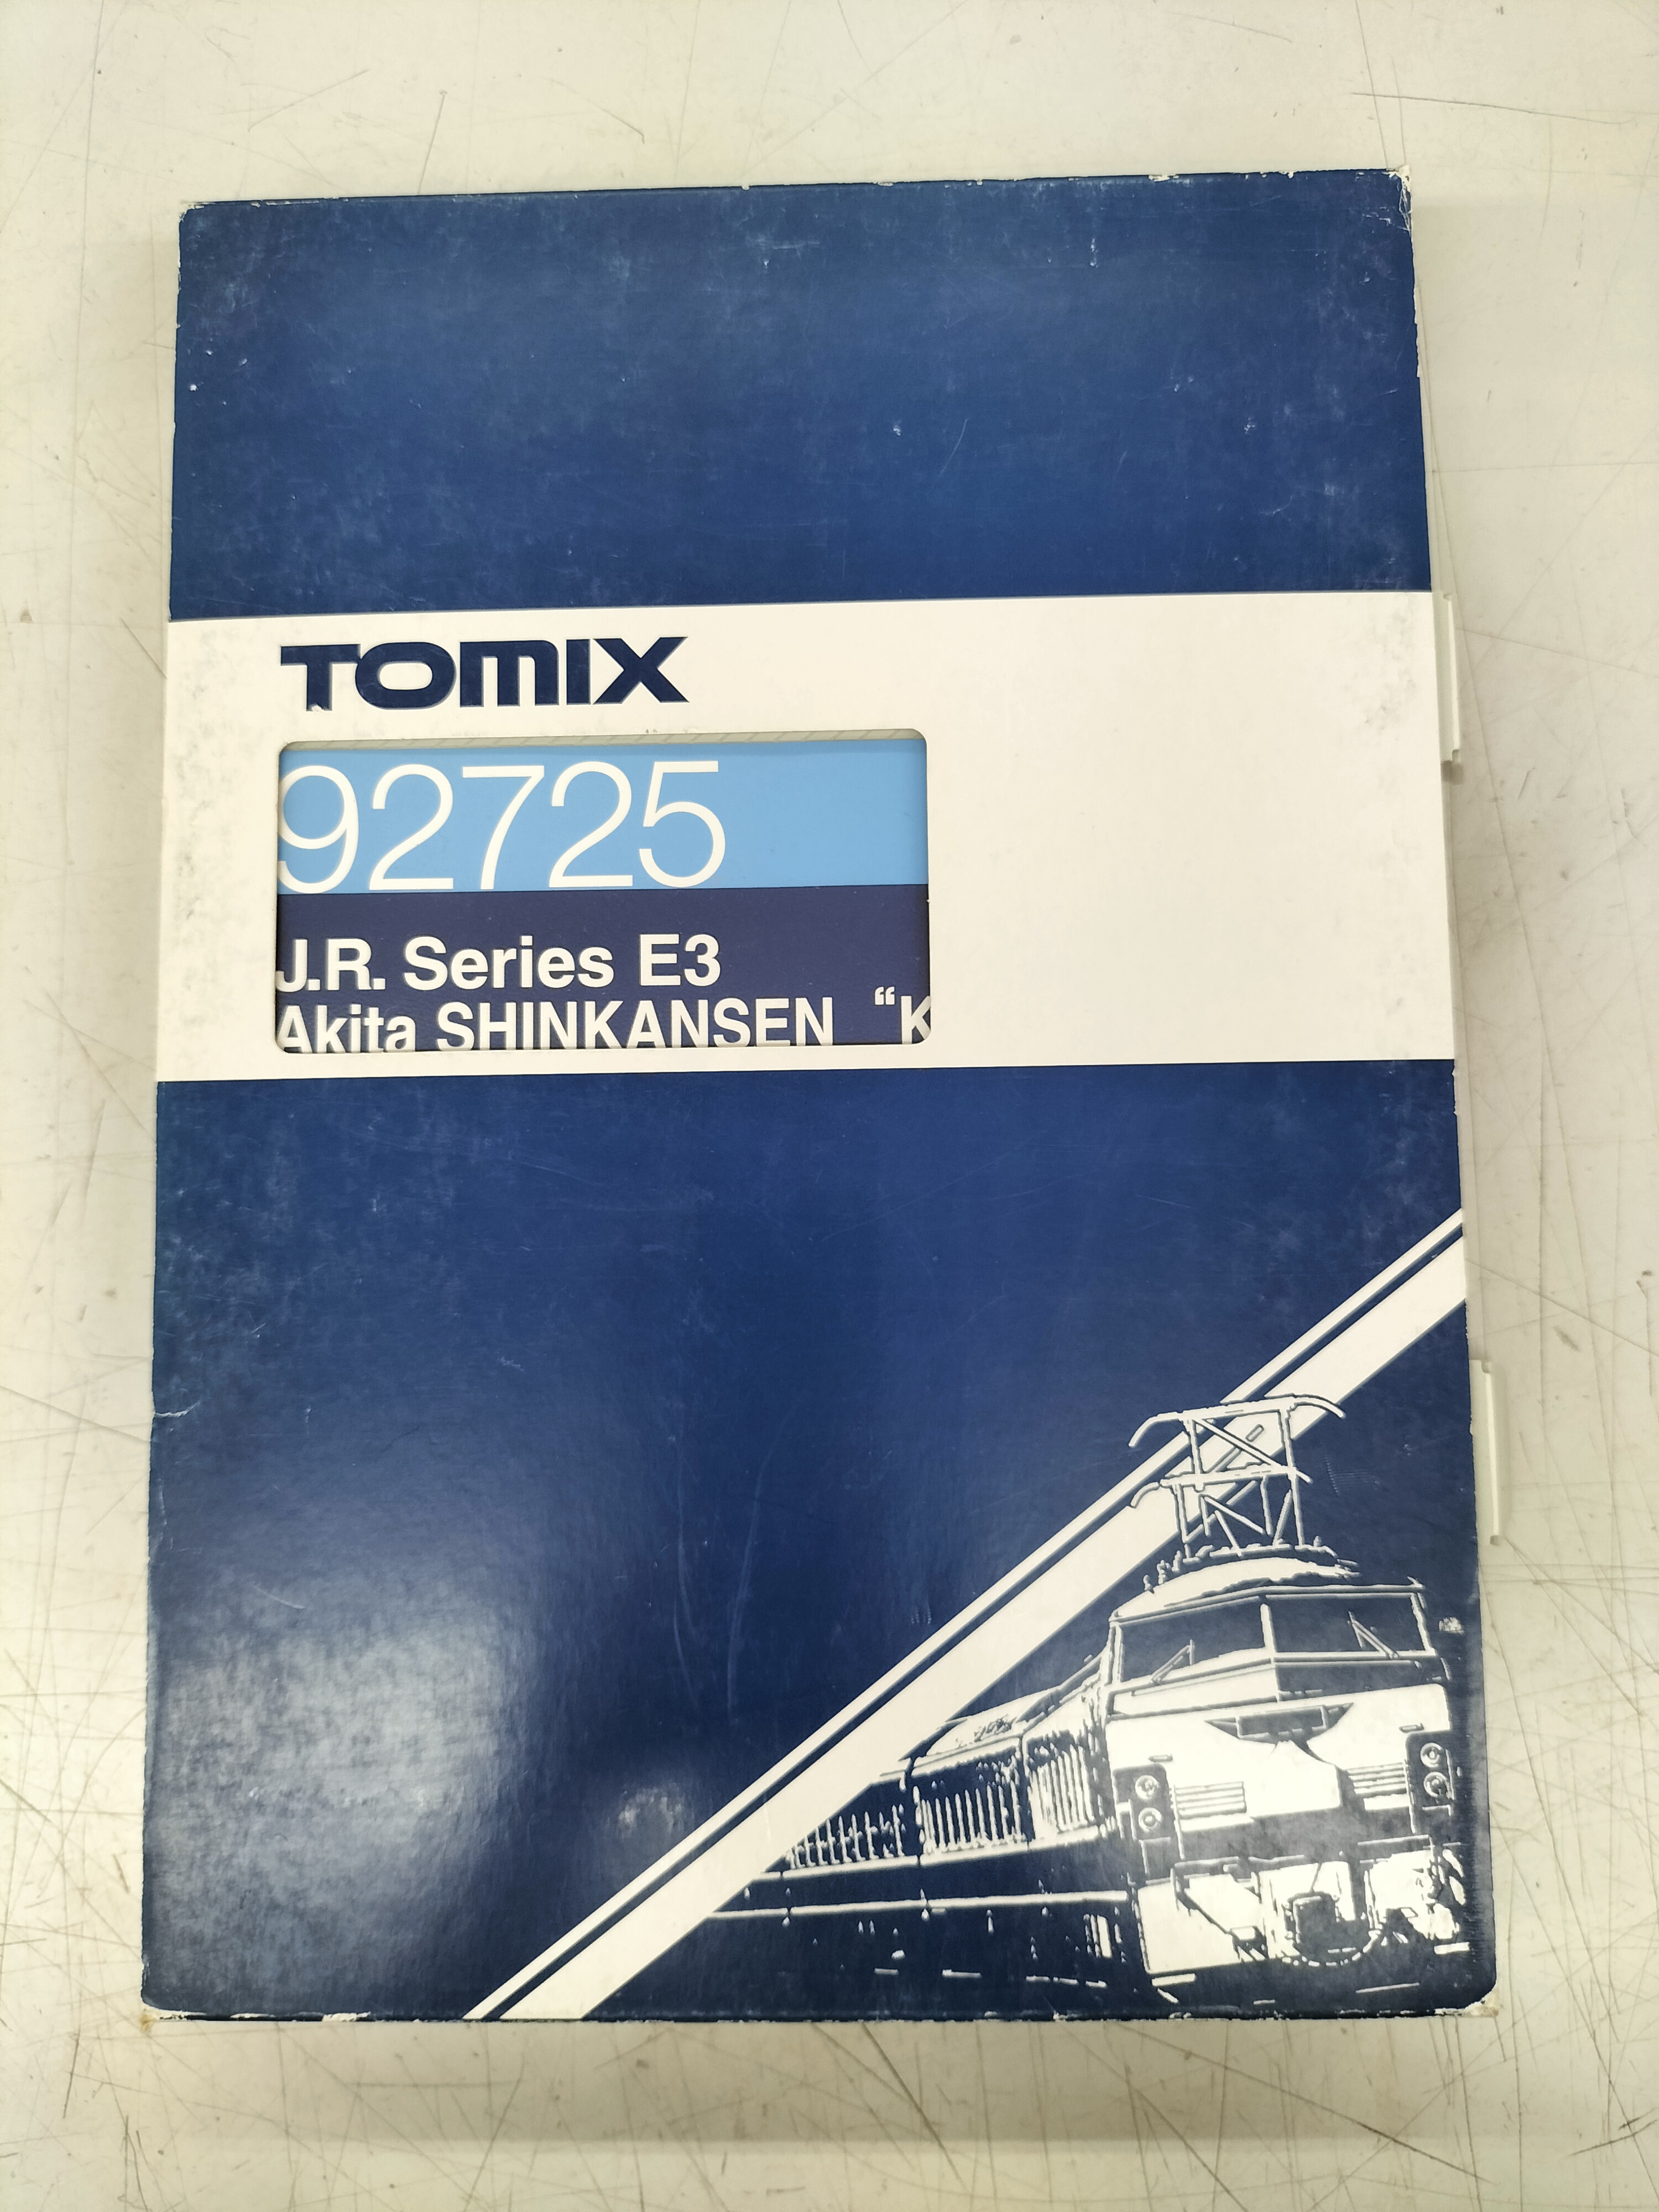 TOMIX
92725
J.R. Series E3
Akita SHINKANSEN "K